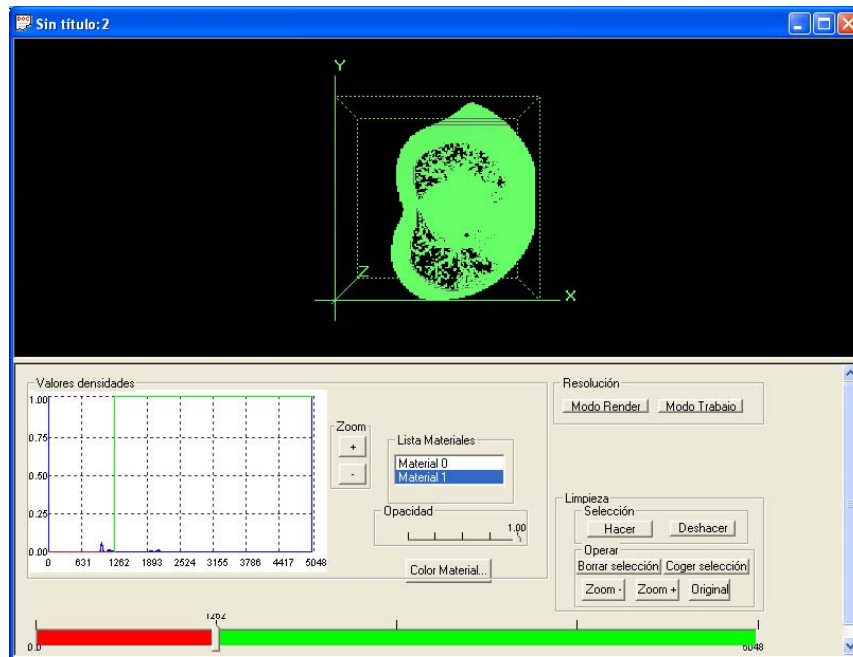 Sin título:2
Y
Z
X
Valores densidades
1.00
0.75
0.50
0.25
0.00
0 631 1262 1893 2524 3155 3786 4417 5048
Zoom
+
-
Lista Materiales
Material 0
Material 1
Opacidad
1.00
Color Material...
Resolución
Modo Render Modo Trabajo
Limpieza
Selección
Hacer Deshacer
Operar
Borrar selección Coger selección
Zoom - Zoom + Original
1262
0.0 5048